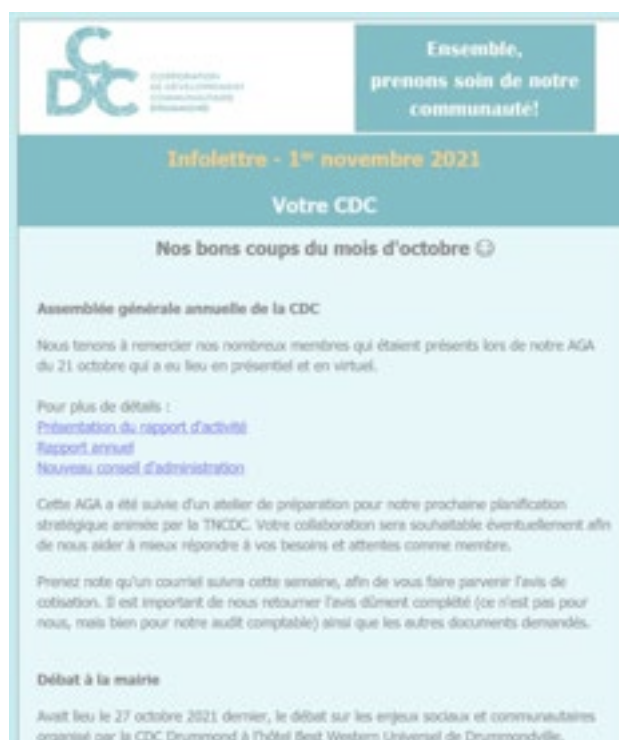 CDC
CORPORATION
DE DÉVELOPPEMENT
COMMUNAUTAIRE
DRUMMOND
Ensemble,
prenons soin de notre
communauté!
Infolettre - 1er novembre 2021
Votre CDC
Nos bons coups du mois d'octobre
Assemblée générale annuelle de la CDC
Nous tenons à remercier nos nombreux membres qui étaient présents lors de notre AGA
du 21 octobre qui a eu lieu en présentiel et en virtuel.
Pour plus de détails :
Présentation du rapport d'activité
Rapport annuel
Nouveau conseil d'administration
Cette AGA a été suivie d'un atelier de préparation pour notre prochaine planification
stratégique animée par la TNCDC. Votre collaboration sera souhaitable éventuellement afin
de nous aider à mieux répondre à vos besoins et attentes comme membre.
Prenez note qu'un courriel suivra cette semaine, afin de vous faire parvenir l'avis de
cotisation. Il est important de nous retourner l'avis dûment complété (ce n'est pas pour
nous, mais bien pour notre audit comptable) ainsi que les autres documents demandés.
Débat à la mairie
Avait lieu le 27 octobre 2021 dernier, le débat sur les enjeux sociaux et communautaires
organisé par la CDC Drummond à l'hôtel Best Western Universel de Drummondville.